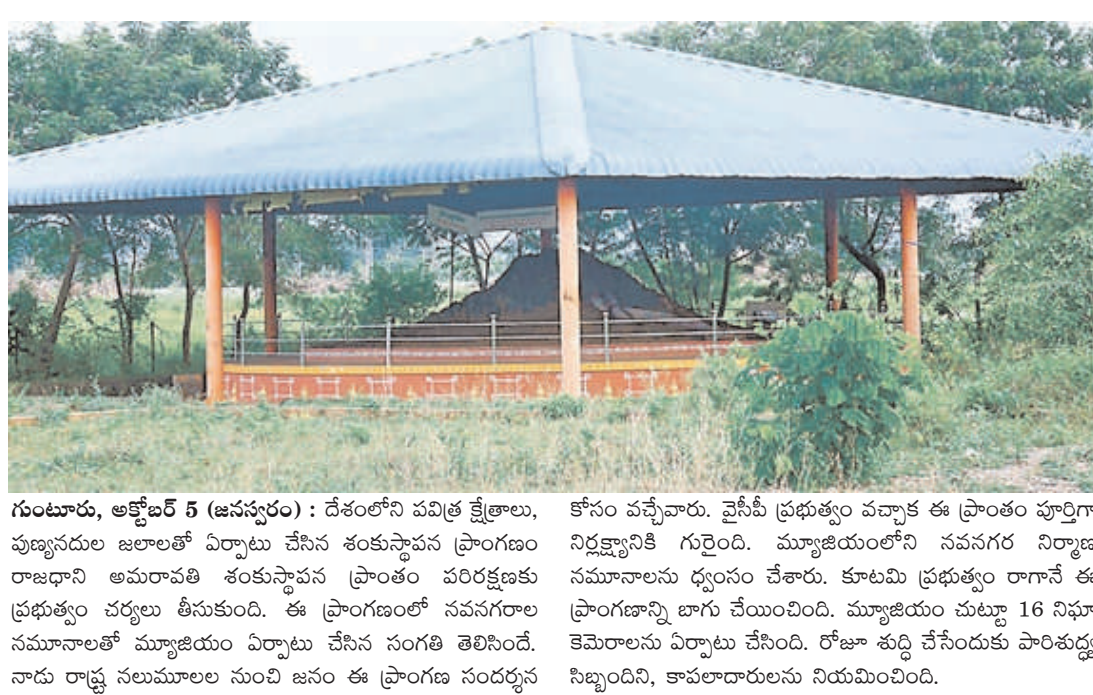 గుంటూరు, అక్టోబర్ 5 (జనస్వరం) : దేశంలోని పవిత్ర క్షేత్రాలు,
పుణ్యనదుల జలాలతో ఏర్పాటు చేసిన శంకుస్థాపన ప్రాంగణం
రాజధాని అమరావతి శంకుస్థాపన ప్రాంతం పరిరక్షణకు
ప్రభుత్వం చర్యలు తీసుకుంది. ఈ ప్రాంగణంలో నవనగరాల
నమూనాలతో మ్యూజియం ఏర్పాటు చేసిన సంగతి తెలిసిందే.
నాడు రాష్ట్ర నలుమూలల నుంచి జనం ఈ ప్రాంగణ సందర్శన
కోసం వచ్చేవారు. వైసీపీ ప్రభుత్వం వచ్చాక ఈ ప్రాంతం పూర్తిగా
నిర్లక్ష్యానికి గురైంది. మ్యూజియంలోని నవనగర నిర్మాణ
నమూనాలను ధ్వంసం చేశారు. కూటమి ప్రభుత్వం రాగానే ఈ
ప్రాంగణాన్ని బాగు చేయించింది. మ్యూజియం చుట్టూ 16 నిఘా
కెమెరాలను ఏర్పాటు చేసింది. రోజూ శుద్ధి చేసేందుకు పారిశుద్ధ్య
సిబ్బందిని, కాపలాదారులను నియమించింది.